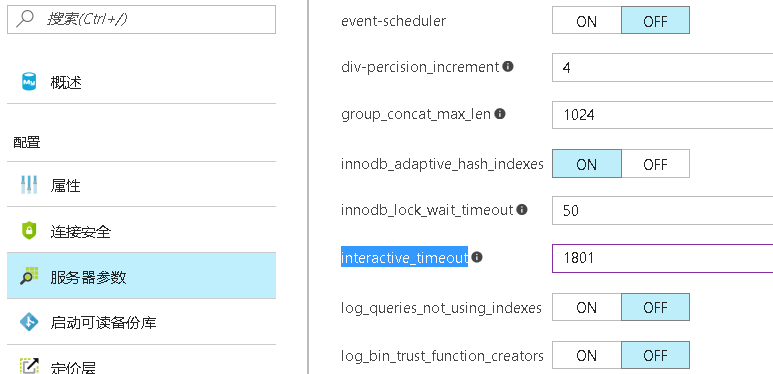 搜索(Ctrl+/)
概述
配置
属性
连接安全
服务器参数
启动可读备份库
定价层
event-scheduler ON OFF
div-percision_increment 4
group_concat_max_len 1024
innodb_adaptive_hash_indexes ON OFF
innodb_lock_wait_timeout 50
interactive_timeout 1801
log_queries_not_using_indexes ON OFF
log_bin_trust_function_creators ON OFF